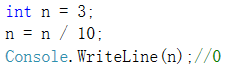 int n = 3;
n = n / 10;
Console.WriteLine(n);//0